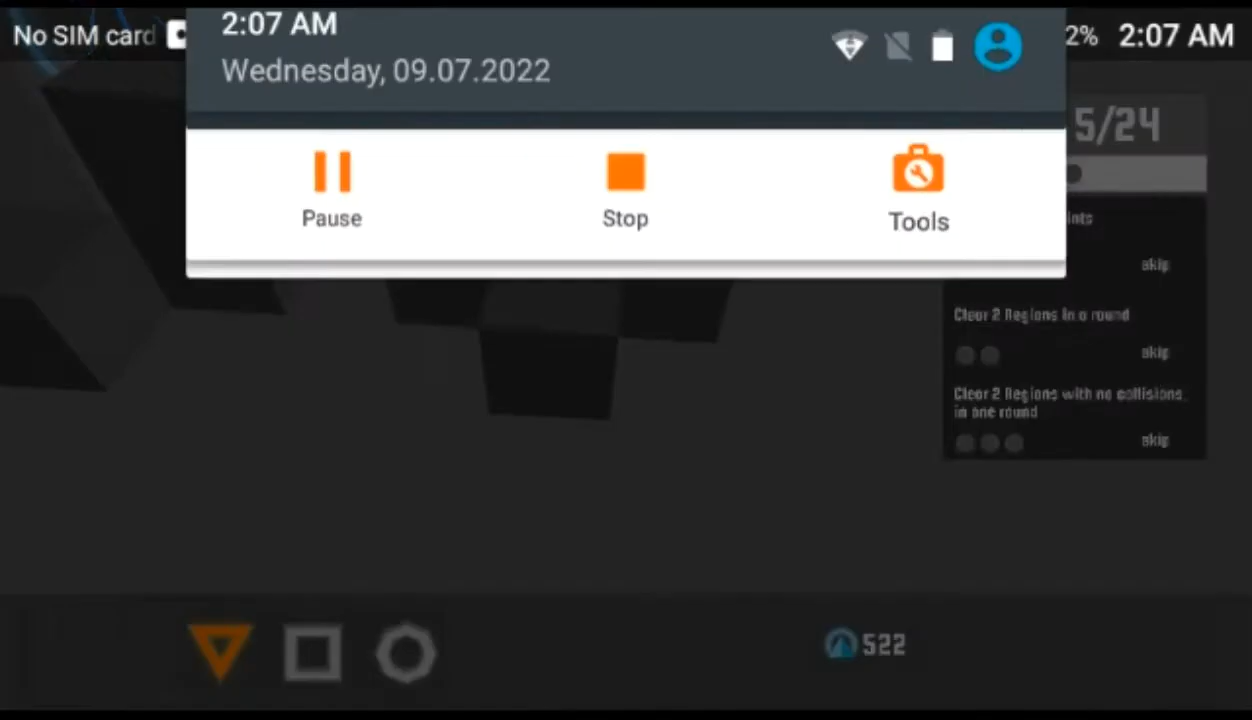 No SIM card
2:07 AM
2% 2:07 AM
Wednesday, 09.07.2022
5/24
Pause
Stop
Tools
skip
Clear 2 Regions in a round
skip
Clear 2 Regions with no collisions,
in one round
skip
522